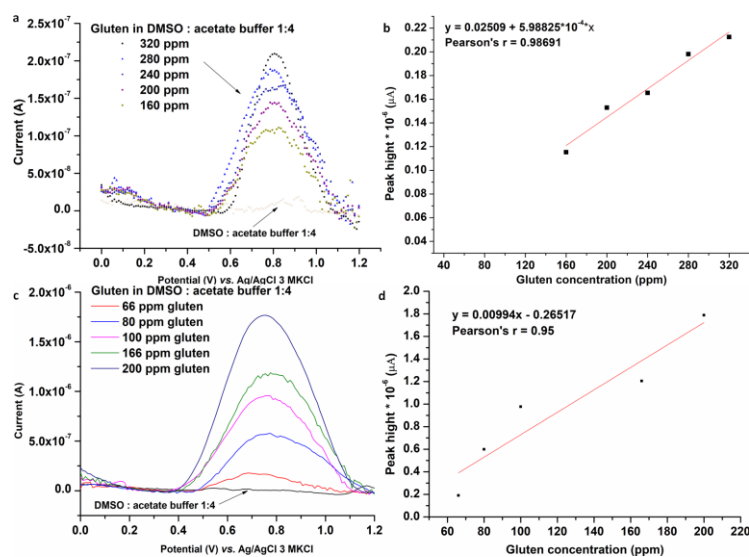 a
Gluten in DMSO : acetate buffer 1:4
320 ppm
280 ppm
240 ppm
200 ppm
160 ppm
DMSO : acetate buffer 1:4
2.5x10⁻⁷
2.0x10⁻⁷
1.5x10⁻⁷
1.0x10⁻⁷
5.0x10⁻⁸
0.0
-5.0x10⁻⁸
Current (A)
0.0 0.2 0.4 0.6 0.8 1.0 1.2
Potential (V) vs. Ag/AgCl 3 MKCl
b
y = 0.02509 + 5.98825*10⁻⁴*x
Pearson's r = 0.98691
0.24
0.22
0.20
0.18
0.16
0.14
0.12
0.10
0.08
0.06
0.04
Peak hight * 10⁻⁶ (µA)
40 80 120 160 200 240 280 320
Gluten concentration (ppm)
c
Gluten in DMSO : acetate buffer 1:4
66 ppm gluten
80 ppm gluten
100 ppm gluten
166 ppm gluten
200 ppm gluten
DMSO : acetate buffer 1:4
2.0x10⁻⁶
1.5x10⁻⁶
1.0x10⁻⁶
5.0x10⁻⁷
0.0
Current (A)
0.0 0.2 0.4 0.6 0.8 1.0 1.2
Potential (V) vs. Ag/AgCl 3 MKCl
d
y = 0.00994x - 0.26517
Pearson's r = 0.95
2.0
1.8
1.6
1.4
1.2
1.0
0.8
0.6
0.4
0.2
0.0
Peak hight * 10⁻⁶ (µA)
60 80 100 120 140 160 180 200 220
Gluten concentration (ppm)